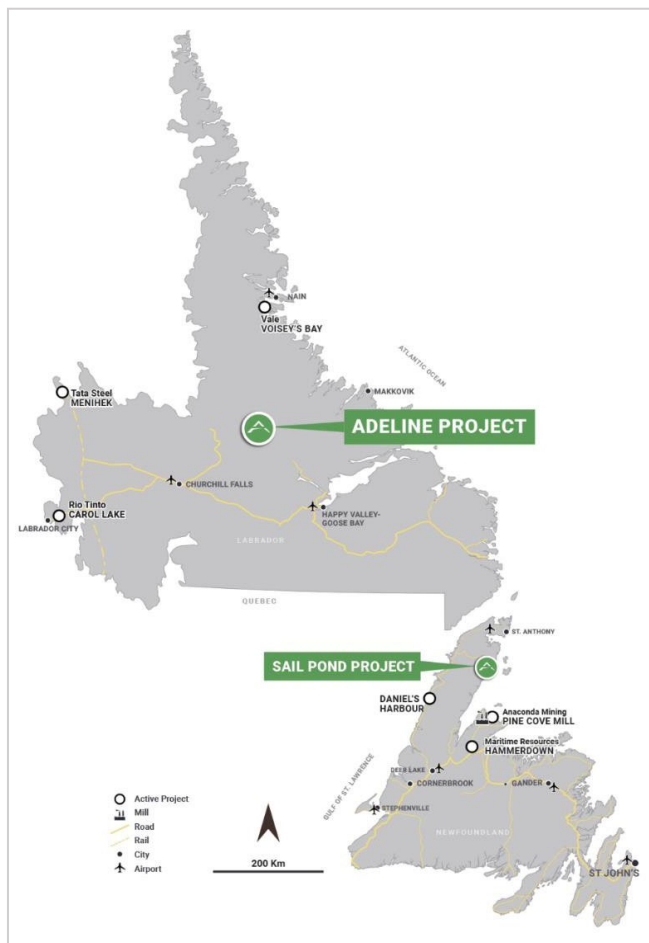 NAIN
Vale
VOISEY'S BAY
ATLANTIC OCEAN
MAKKOVIK
Tata Steel
MENIHEK
ADELINE PROJECT
CHURCHILL FALLS
Rio Tinto
CAROL LAKE
LABRADOR CITY
HAPPY VALLEY-
GOOSE BAY
LABRADOR
QUEBEC
ST. ANTHONY
SAIL POND PROJECT
DANIEL'S
HARBOUR
Anaconda Mining
PINE COVE MILL
Maritime Resources
HAMMERDOWN
DEER LAKE
CORNERBROOK
GANDER
GULF OF ST. LAWRENCE
STEPHENVILLE
NEWFOUNDLAND
ST JOHN'S
Active Project
Mill
Road
Rail
City
Airport
200 Km